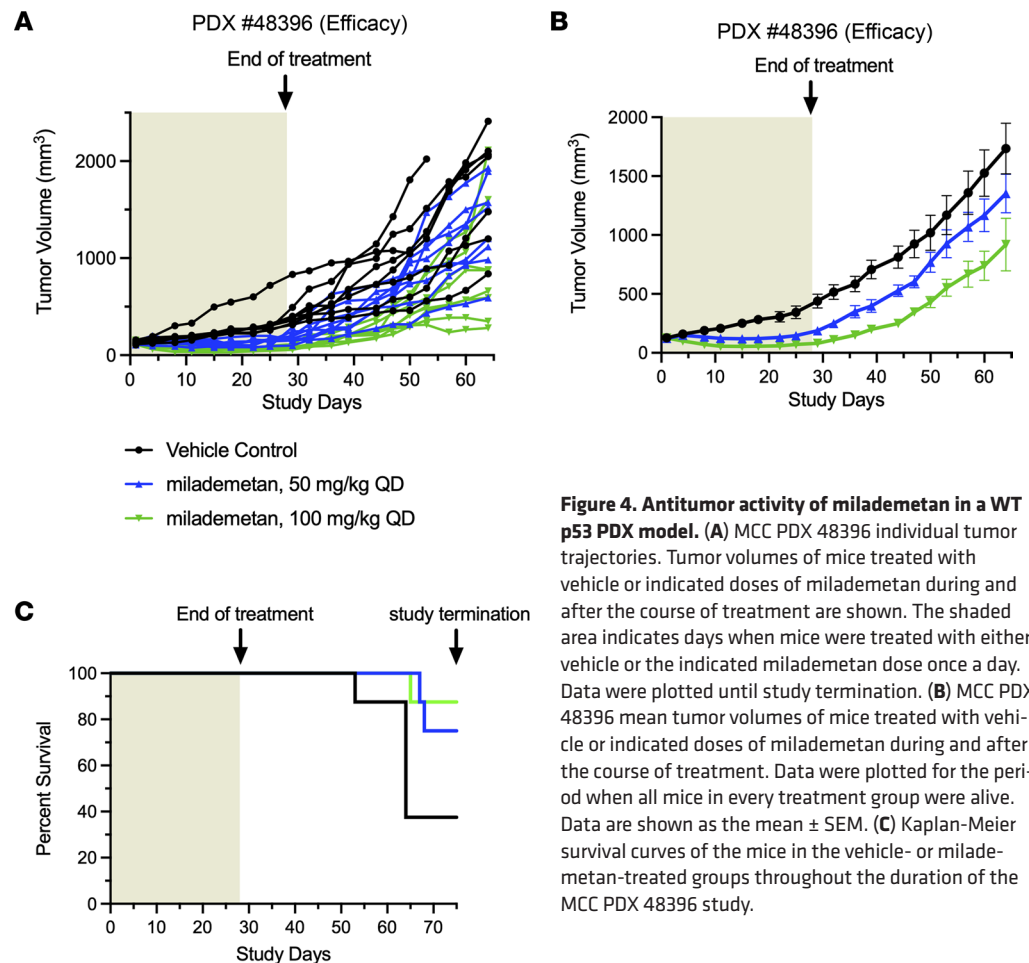 A
PDX #48396 (Efficacy)
End of treatment
Tumor Volume (mm³)
2000
1000
0
0 10 20 30 40 50 60
Study Days
Vehicle Control
milademetan, 50 mg/kg QD
milademetan, 100 mg/kg QD
B
PDX #48396 (Efficacy)
End of treatment
Tumor Volume (mm³)
2000
1500
1000
500
0
0 10 20 30 40 50 60
Study Days
C
End of treatment
study termination
Percent Survival
100
80
60
40
20
0
0 10 20 30 40 50 60 70
Study Days
Figure 4. Antitumor activity of milademetan in a WT
p53 PDX model. (A) MCC PDX 48396 individual tumor
trajectories. Tumor volumes of mice treated with
vehicle or indicated doses of milademetan during and
after the course of treatment are shown. The shaded
area indicates days when mice were treated with either
vehicle or the indicated milademetan dose once a day.
Data were plotted until study termination. (B) MCC PDX
48396 mean tumor volumes of mice treated with vehi-
cle or indicated doses of milademetan during and after
the course of treatment. Data were plotted for the peri-
od when all mice in every treatment group were alive.
Data are shown as the mean ± SEM. (C) Kaplan-Meier
survival curves of the mice in the vehicle- or milade-
metan-treated groups throughout the duration of the
MCC PDX 48396 study.